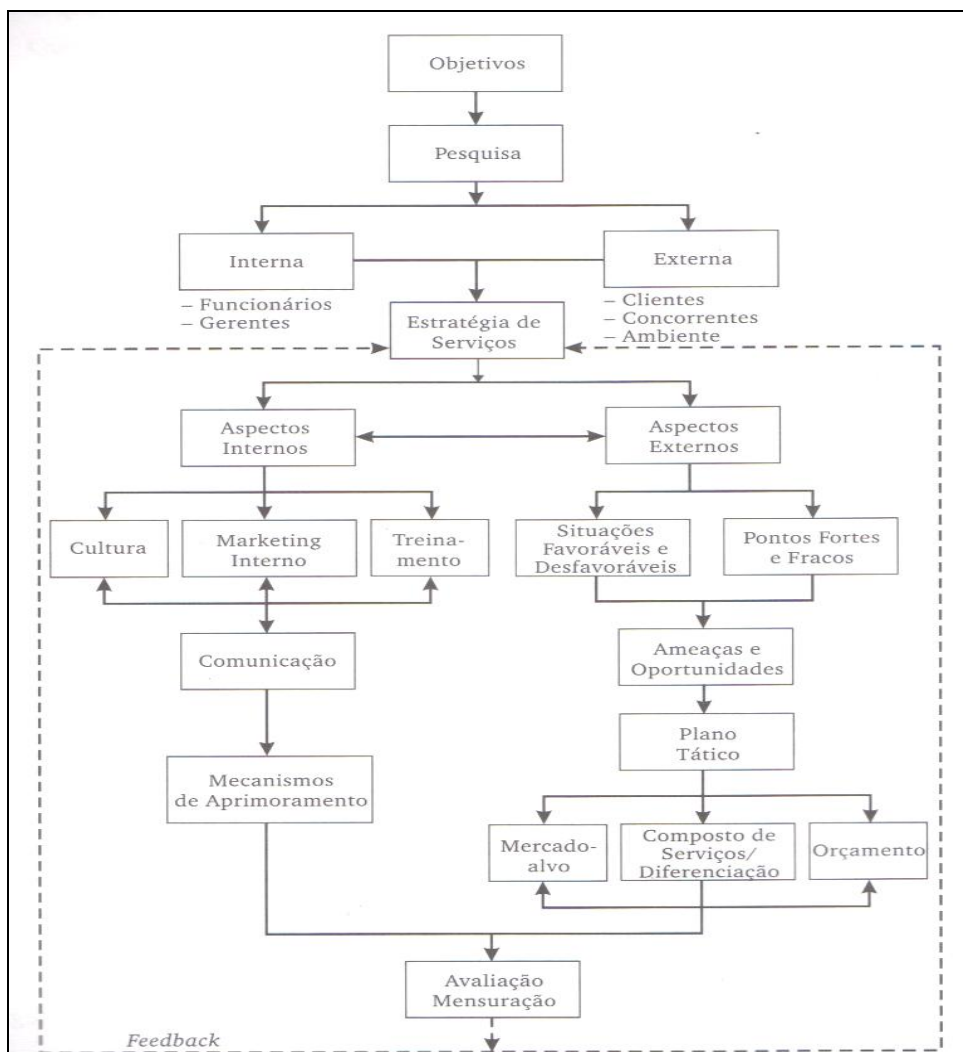 Objetivos
Pesquisa
Interna
Externa
– Funcionários
– Gerentes
– Clientes
– Concorrentes
– Ambiente
Estratégia de
Serviços
Aspectos
Internos
Aspectos
Externos
Cultura
Marketing
Interno
Treina-
mento
Situações
Favoráveis e
Desfavoráveis
Pontos Fortes
e Fracos
Comunicação
Ameaças e
Oportunidades
Plano
Tático
Mecanismos
de Aprimoramento
Mercado-
alvo
Composto de
Serviços/
Diferenciação
Orçamento
Avaliação
Mensuração
Feedback